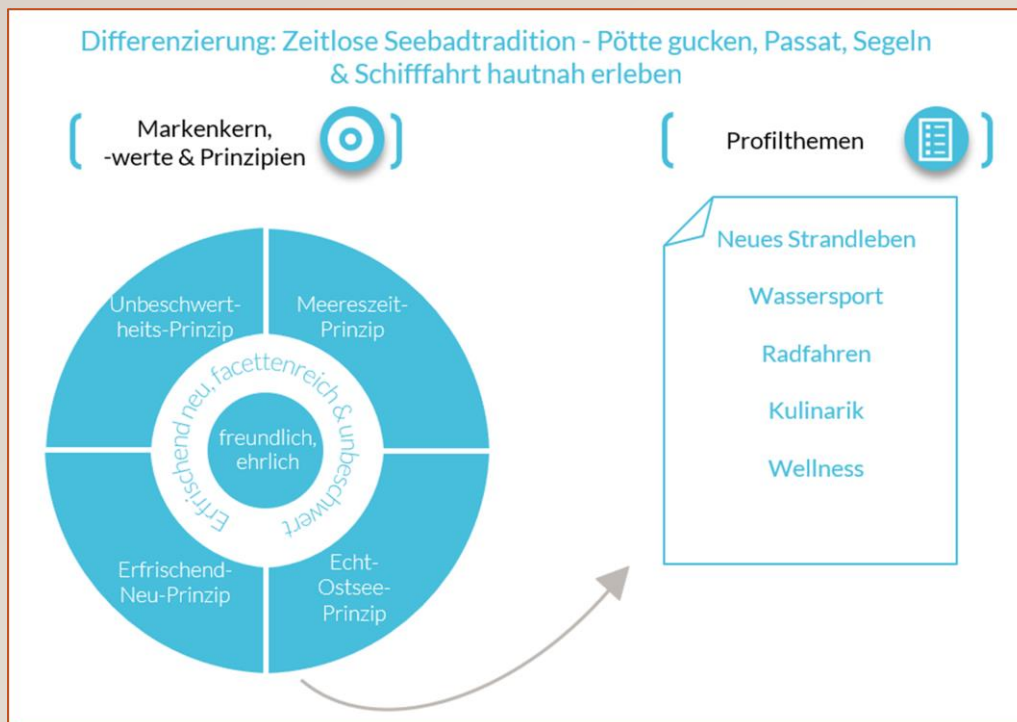 Differenzierung: Zeitlose Seebadtradition - Pötte gucken, Passat, Segeln
& Schifffahrt hautnah erleben
Markenkern,
-werte & Prinzipien
Profilthemen
Unbeschwert-
heits-Prinzip
Meereszeit-
Prinzip
Erfrischend neu, facettenreich & unbeschwert
freundlich,
ehrlich
Erfrischend-
Neu-Prinzip
Echt-
Ostsee-
Prinzip
Neues Strandleben
Wassersport
Radfahren
Kulinarik
Wellness